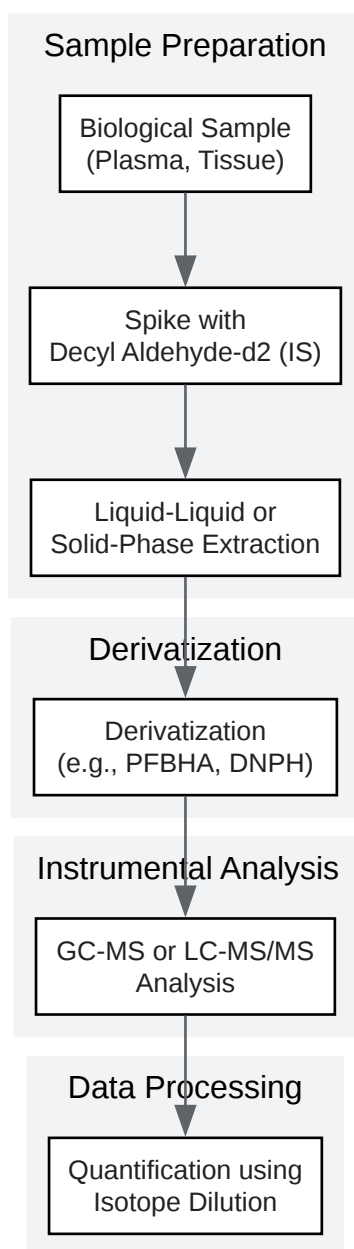 Sample Preparation
Biological Sample
(Plasma, Tissue)
Spike with
Decyl Aldehyde-d2 (IS)
Liquid-Liquid or
Solid-Phase Extraction
Derivatization
Derivatization
(e.g., PFBHA, DNPH)
Instrumental Analysis
GC-MS or LC-MS/MS
Analysis
Data Processing
Quantification using
Isotope Dilution